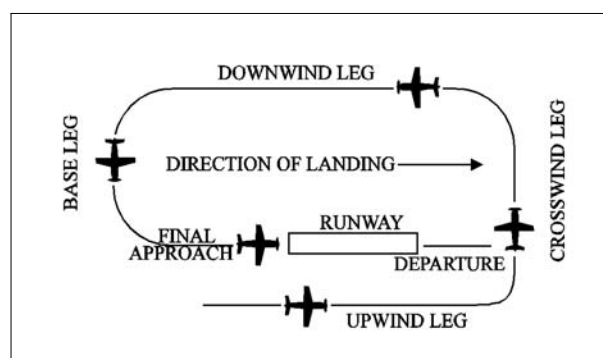 DOWNWIND LEG
BASE LEG
DIRECTION OF LANDING
CROSSWIND LEG
RUNWAY
FINAL
APPROACH
DEPARTURE
UPWIND LEG